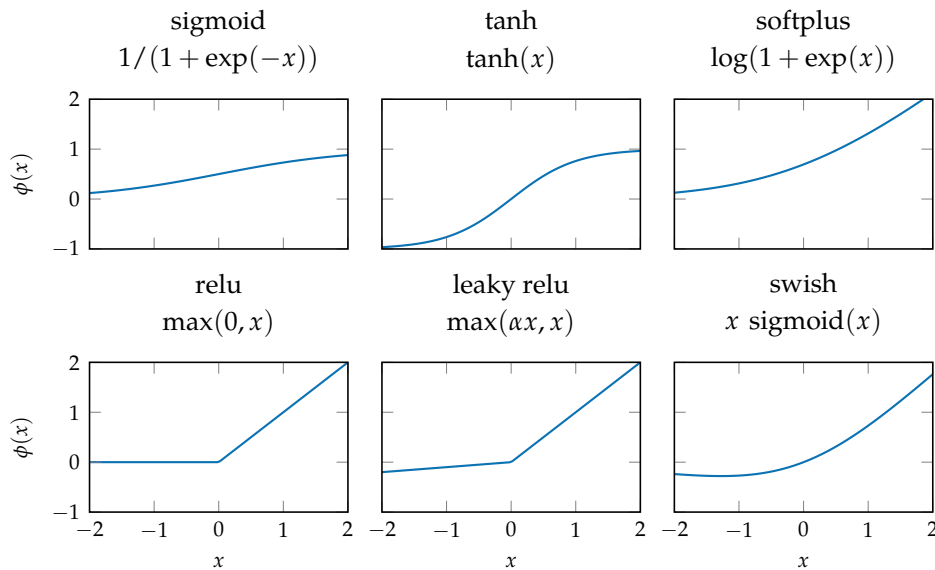 sigmoid tanh softplus
1/(1 + exp(−x)) tanh(x) log(1 + exp(x))
2
1
0
−1
ϕ(x)
relu leaky relu swish
max(0, x) max(αx, x) x sigmoid(x)
2
1
0
−1
ϕ(x)
−2 −1 0 1 2 −2 −1 0 1 2 −2 −1 0 1 2
x x x